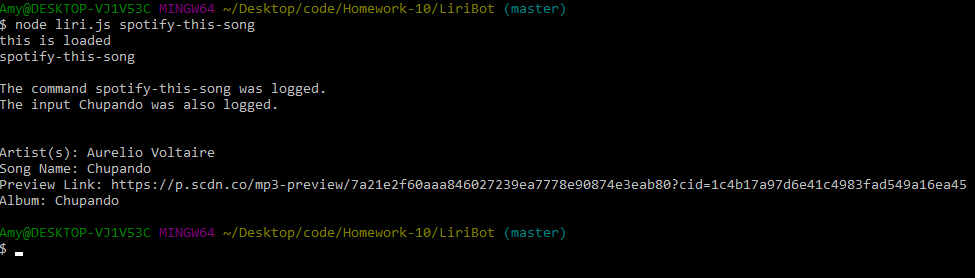 Amy@DESKTOP-VJ1V53C MINGW64 ~/Desktop/code/Homework-10/LiriBot (master)
$ node liri.js spotify-this-song
this is loaded
spotify-this-song
The command spotify-this-song was logged.
The input Chupando was also logged.
Artist(s): Aurelio Voltaire
Song Name: Chupando
Preview Link: https://p.scdn.co/mp3-preview/7a21e2f60aaa846027239ea7778e90874e3eab80?cid=1c4b17a97d6e41c4983fad549a16ea45
Album: Chupando
Amy@DESKTOP-VJ1V53C MINGW64 ~/Desktop/code/Homework-10/LiriBot (master)
$